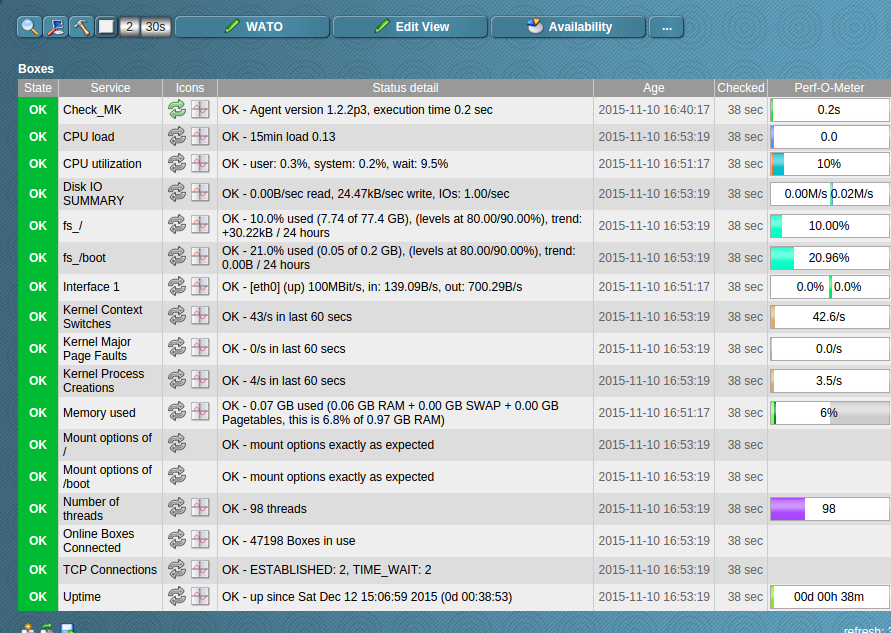 2 30s WATO Edit View Availability ...
Boxes
State Service Icons Status detail Age Checked Perf-O-Meter
OK Check_MK OK - Agent version 1.2.2p3, execution time 0.2 sec 2015-11-10 16:40:17 38 sec 0.2s
OK CPU load OK - 15min load 0.13 2015-11-10 16:53:19 38 sec 0.0
OK CPU utilization OK - user: 0.3%, system: 0.2%, wait: 9.5% 2015-11-10 16:51:17 38 sec 10%
OK Disk IO
SUMMARY OK - 0.00B/sec read, 24.47kB/sec write, IOs: 1.00/sec 2015-11-10 16:53:19 38 sec 0.00M/s 0.02M/s
OK fs_/ OK - 10.0% used (7.74 of 77.4 GB), (levels at 80.00/90.00%), trend:
+30.22kB / 24 hours 2015-11-10 16:53:19 38 sec 10.00%
OK fs_/boot OK - 21.0% used (0.05 of 0.2 GB), (levels at 80.00/90.00%), trend:
0.00B / 24 hours 2015-11-10 16:53:19 38 sec 20.96%
OK Interface 1 OK - [eth0] (up) 100MBit/s, in: 139.09B/s, out: 700.29B/s 2015-11-10 16:51:17 38 sec 0.0% 0.0%
OK Kernel Context
Switches OK - 43/s in last 60 secs 2015-11-10 16:53:19 38 sec 42.6/s
OK Kernel Major
Page Faults OK - 0/s in last 60 secs 2015-11-10 16:53:19 38 sec 0.0/s
OK Kernel Process
Creations OK - 4/s in last 60 secs 2015-11-10 16:53:19 38 sec 3.5/s
OK Memory used OK - 0.07 GB used (0.06 GB RAM + 0.00 GB SWAP + 0.00 GB
Pagetables, this is 6.8% of 0.97 GB RAM) 2015-11-10 16:51:17 38 sec 6%
OK Mount options of
/ OK - mount options exactly as expected 2015-11-10 16:53:19 38 sec
OK Mount options of
/boot OK - mount options exactly as expected 2015-11-10 16:53:19 38 sec
OK Number of
threads OK - 98 threads 2015-11-10 16:53:19 38 sec 98
OK Online Boxes
Connected OK - 47198 Boxes in use 2015-11-10 16:53:19 38 sec
OK TCP Connections OK - ESTABLISHED: 2, TIME_WAIT: 2 2015-11-10 16:53:19 38 sec
OK Uptime OK - up since Sat Dec 12 15:06:59 2015 (0d 00:38:53) 2015-11-10 16:53:19 38 sec 00d 00h 38m
refresh: